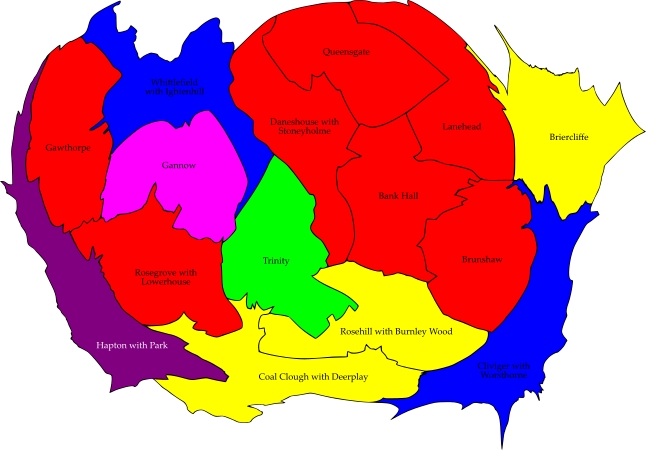 Queensgate
Whittlefield
with Ightenhill
Daneshouse with
Stoneyholme
Lanehead
Briercliffe
Gawthorpe
Gannow
Bank Hall
Trinity
Brunshaw
Rosegrove with
Lowerhouse
Rosehill with Burnley Wood
Hapton with Park
Coal Clough with Deerplay
Cliviger with
Worsthorne